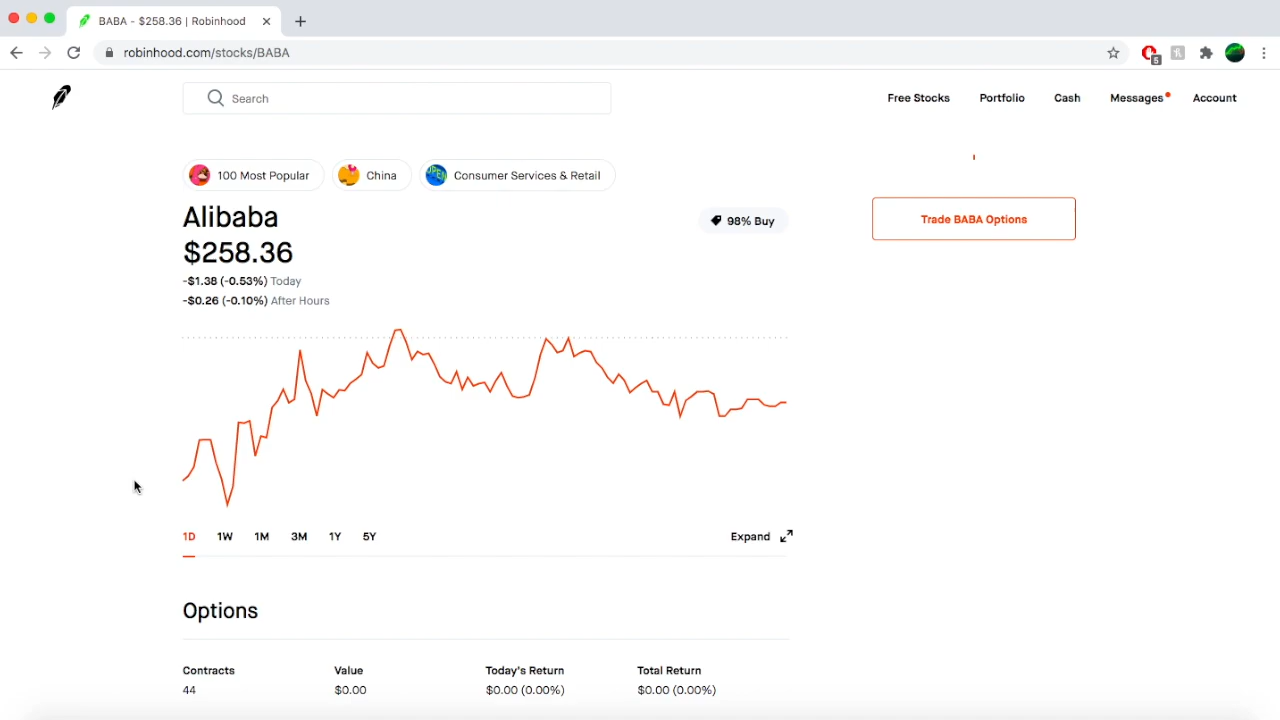 BABA - $258.36 | Robinhood
robinhood.com/stocks/BABA
5
Search
Free Stocks
Portfolio
Cash
Messages
Account
100 Most Popular
China
OPEN
Consumer Services & Retail
Alibaba
98% Buy
$258.36
-$1.38 (-0.53%) Today
-$0.26 (-0.10%) After Hours
Trade BABA Options
1D 1W 1M 3M 1Y 5Y
Expand
Options
Contracts Value Today's Return Total Return
44 $0.00 $0.00 (0.00%) $0.00 (0.00%)